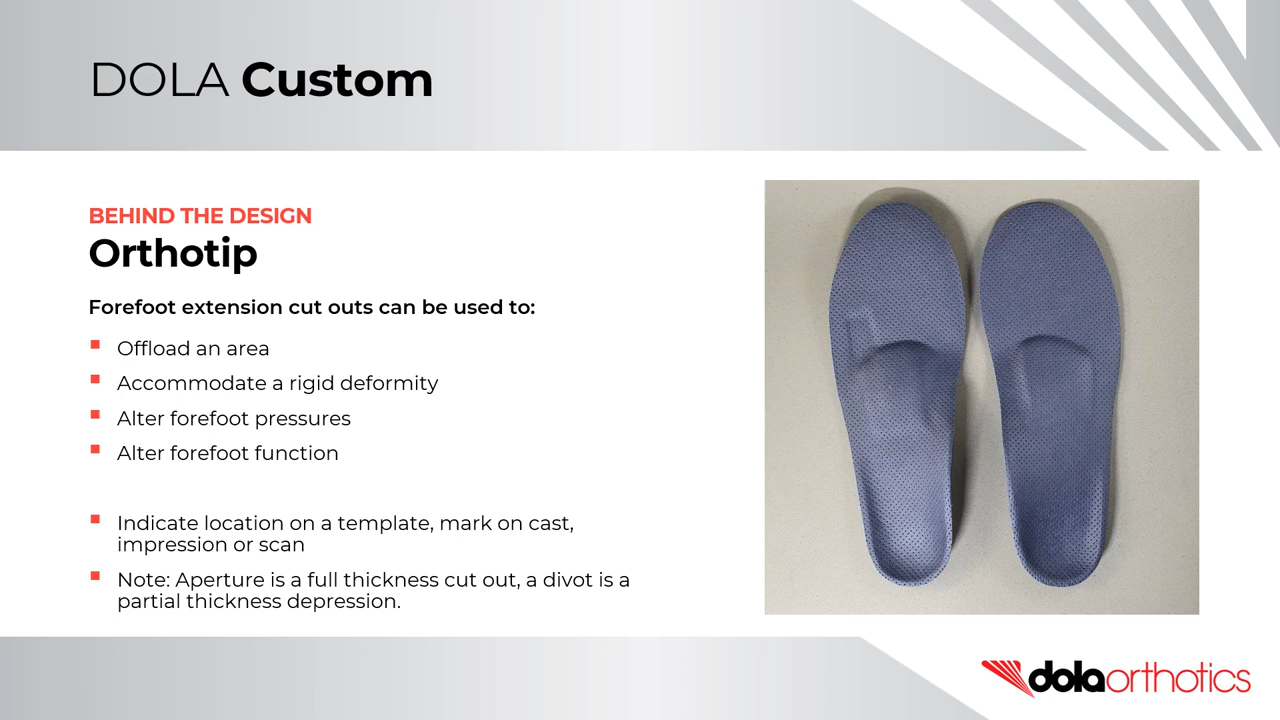 DOLA Custom
BEHIND THE DESIGN
Orthotip
Forefoot extension cut outs can be used to:
Offload an area
Accommodate a rigid deformity
Alter forefoot pressures
Alter forefoot function
Indicate location on a template, mark on cast,
impression or scan
Note: Aperture is a full thickness cut out, a divot is a
partial thickness depression.
dolaorthotics